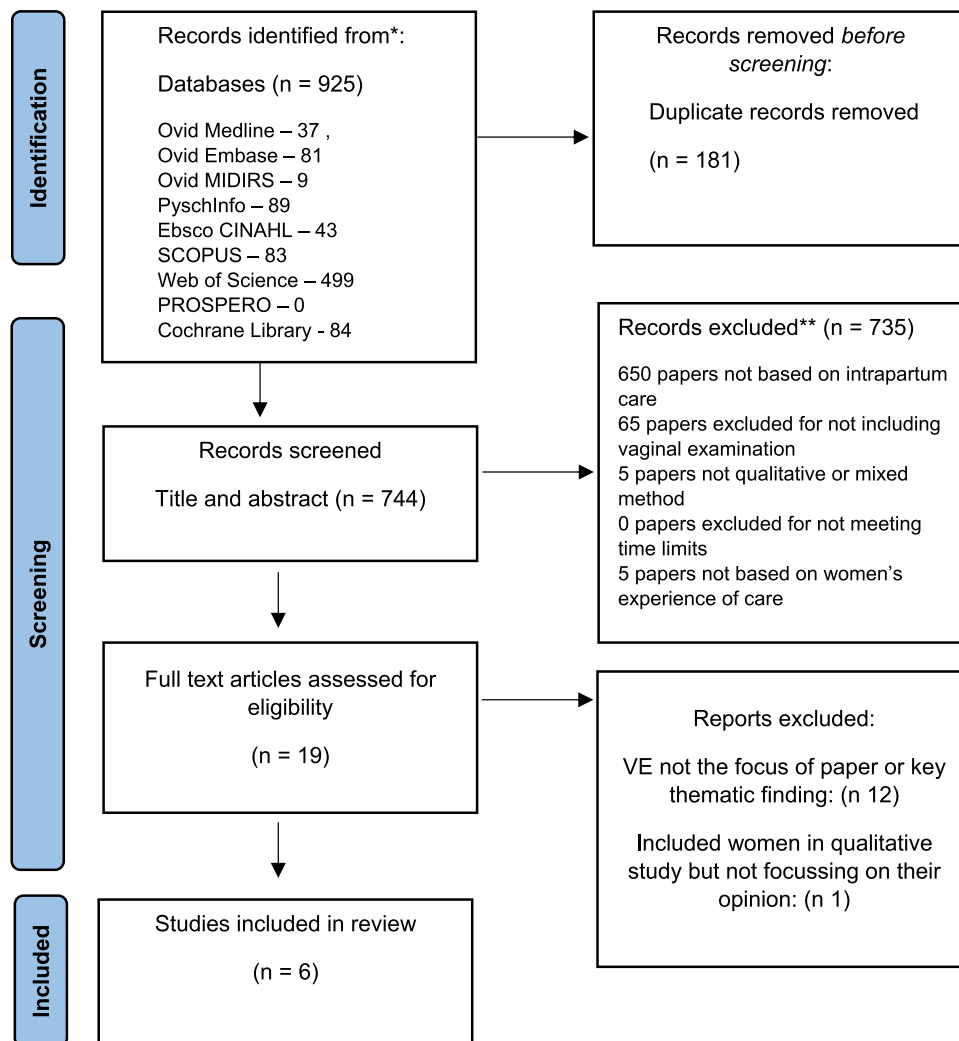 Identification
Records identified from*:
Databases (n = 925)
Ovid Medline – 37 ,
Ovid Embase – 81
Ovid MIDIRS – 9
PyschInfo – 89
Ebsco CINAHL – 43
SCOPUS – 83
Web of Science – 499
PROSPERO – 0
Cochrane Library - 84
Records removed before
screening:
Duplicate records removed
(n = 181)
Screening
Records screened
Title and abstract (n = 744)
Records excluded** (n = 735)
650 papers not based on intrapartum
care
65 papers excluded for not including
vaginal examination
5 papers not qualitative or mixed
method
0 papers excluded for not meeting
time limits
5 papers not based on women's
experience of care
Full text articles assessed for
eligibility
(n = 19)
Reports excluded:
VE not the focus of paper or key
thematic finding: (n 12)
Included women in qualitative
study but not focussing on their
opinion: (n 1)
Included
Studies included in review
(n = 6)